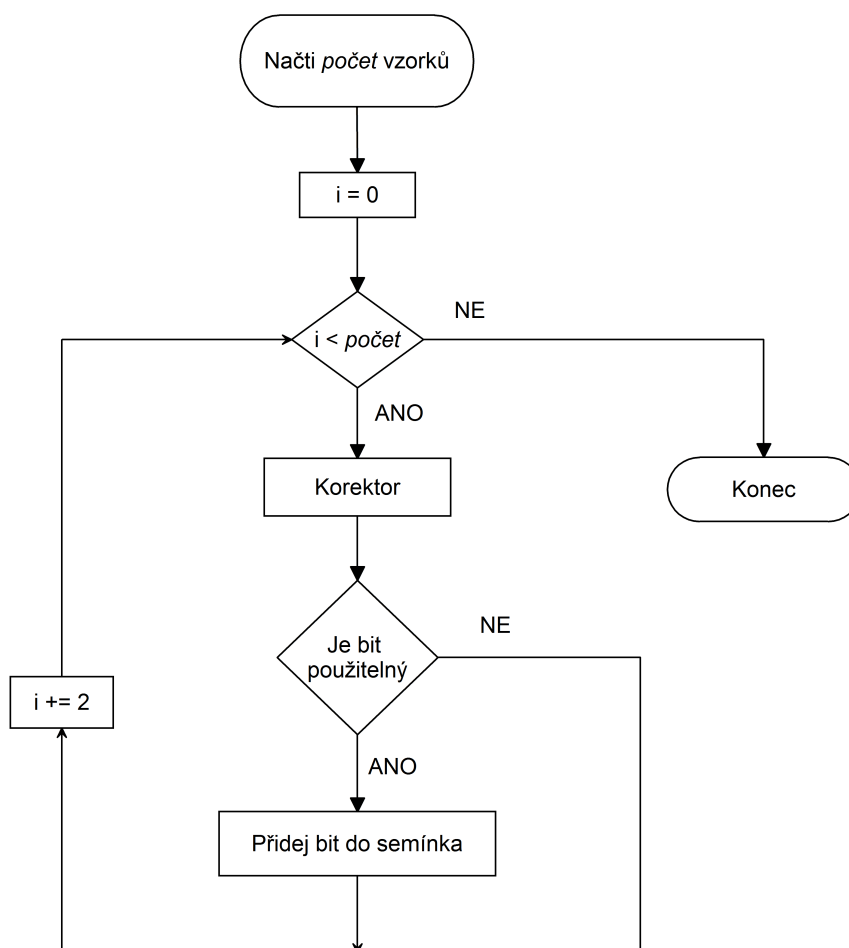 Načti počet vzorků
i = 0
NE
i < počet
ANO
Korektor
Konec
NE
Je bit
použitelný
i += 2
ANO
Přidej bit do semínka